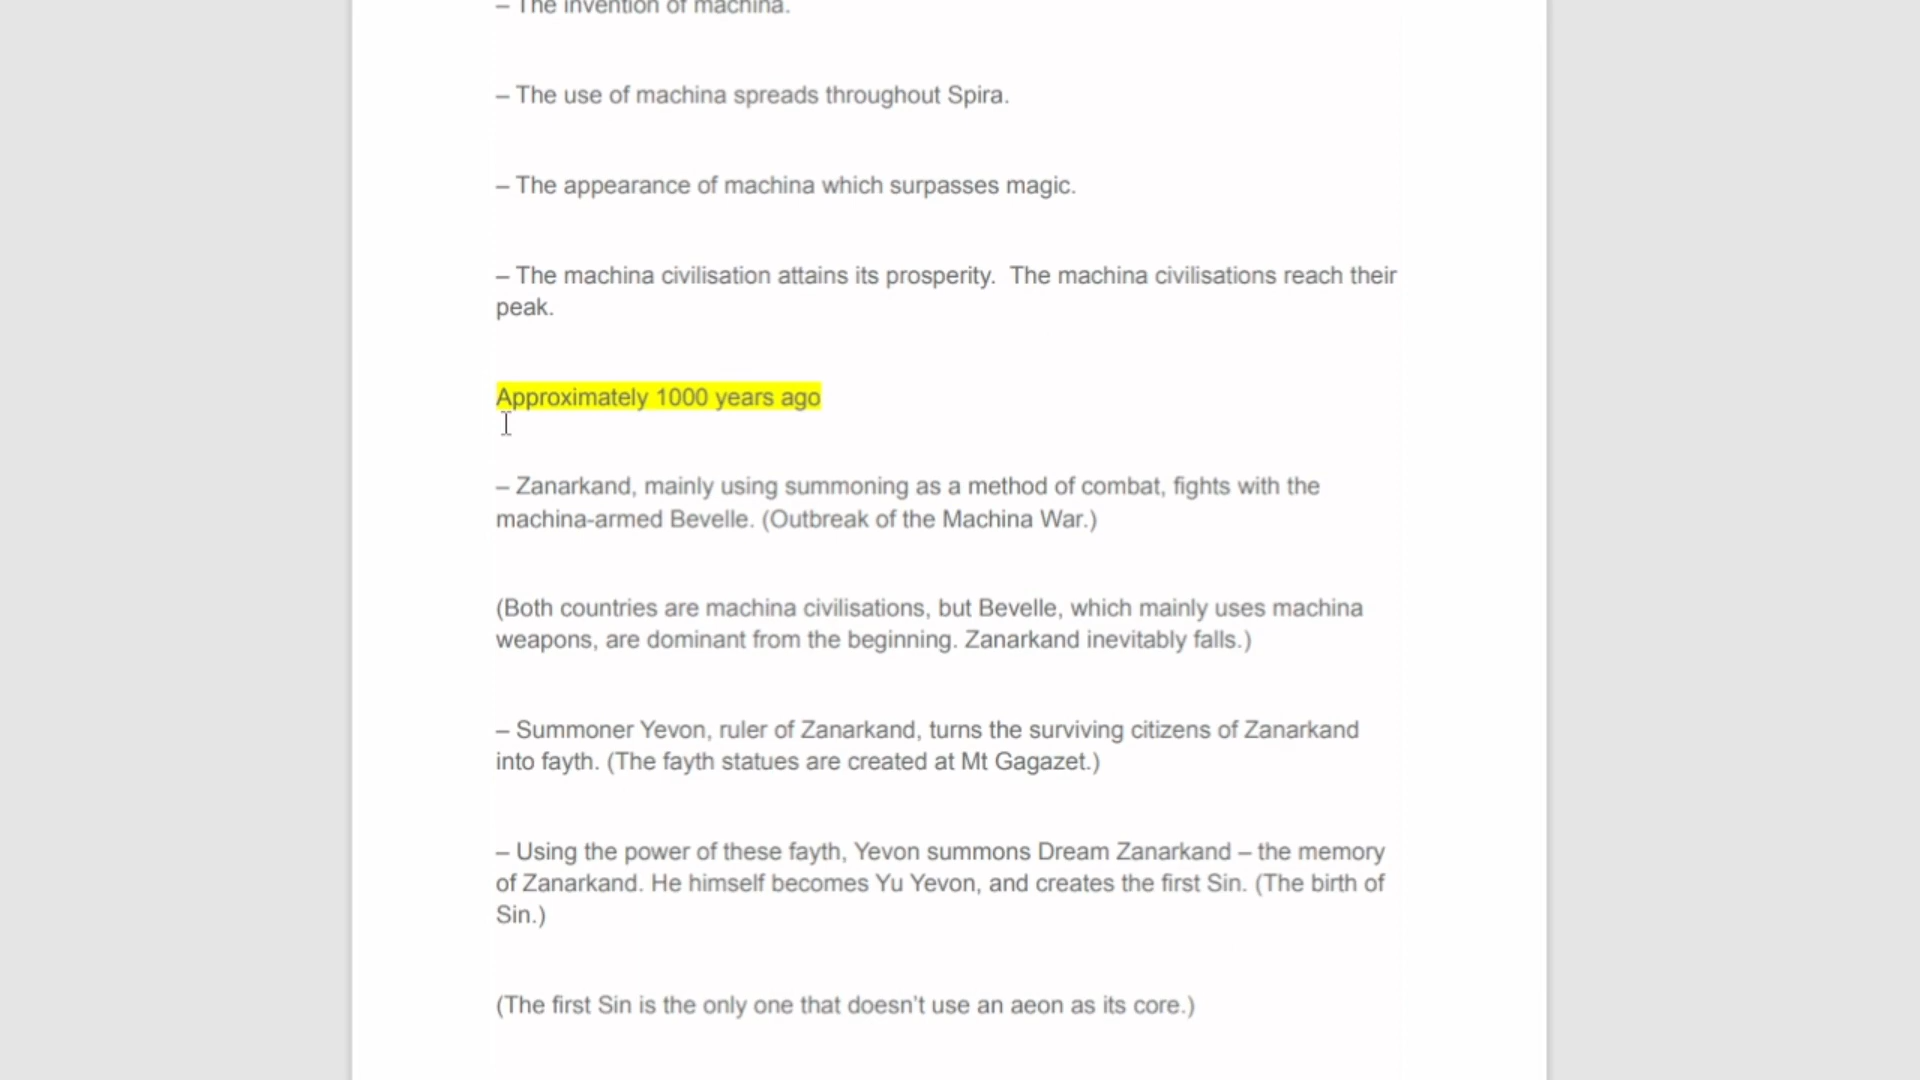 – The invention of machina.
– The use of machina spreads throughout Spira.
– The appearance of machina which surpasses magic.
– The machina civilisation attains its prosperity.  The machina civilisations reach their
peak.
Approximately 1000 years ago
– Zanarkand, mainly using summoning as a method of combat, fights with the
machina-armed Bevelle. (Outbreak of the Machina War.)
(Both countries are machina civilisations, but Bevelle, which mainly uses machina
weapons, are dominant from the beginning. Zanarkand inevitably falls.)
– Summoner Yevon, ruler of Zanarkand, turns the surviving citizens of Zanarkand
into fayth. (The fayth statues are created at Mt Gagazet.)
– Using the power of these fayth, Yevon summons Dream Zanarkand – the memory
of Zanarkand. He himself becomes Yu Yevon, and creates the first Sin. (The birth of
Sin.)
(The first Sin is the only one that doesn’t use an aeon as its core.)